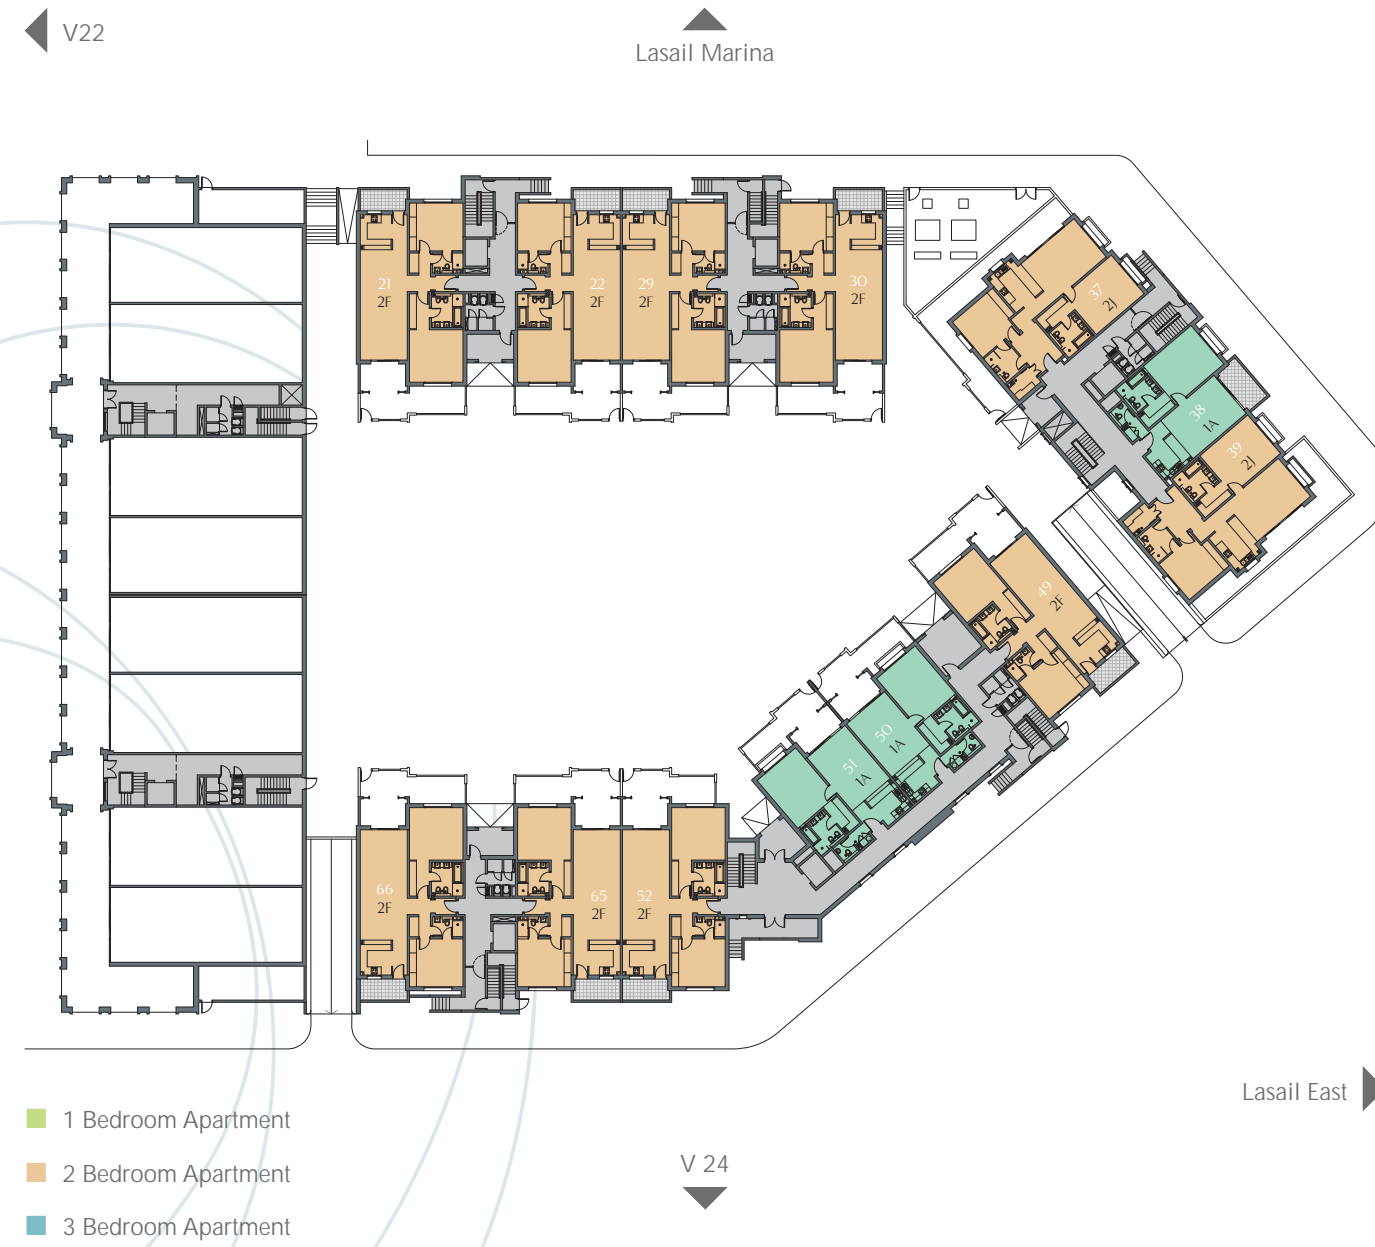 V22
Lasail Marina
21
2F
22
2F
29
2F
30
2F
37
2J
38
1A
39
2J
49
2F
50
1A
51
1A
66
2F
65
2F
52
2F
Lasail East
1 Bedroom Apartment
2 Bedroom Apartment
3 Bedroom Apartment
V 24